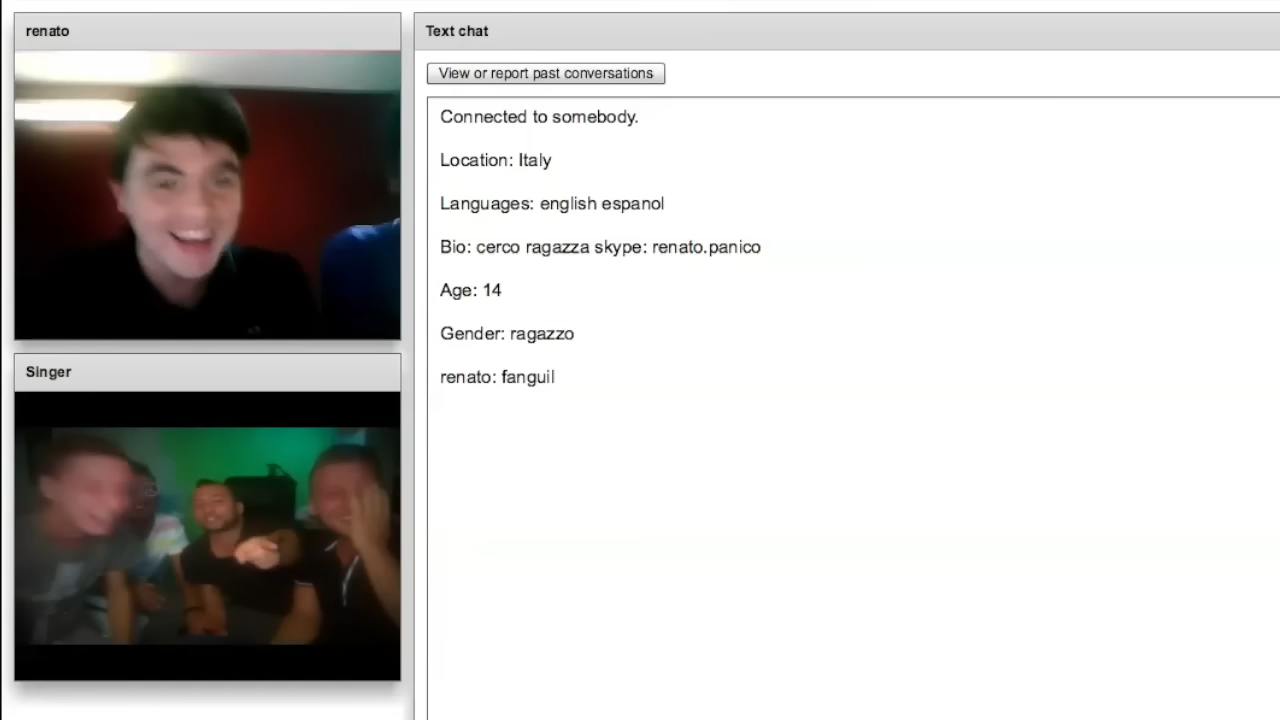 renato
Text chat
View or report past conversations
Connected to somebody.
Location: Italy
Languages: english espanol
Bio: cerco ragazza skype: renato.panico
Age: 14
Gender: ragazzo
renato: fanguil
Singer